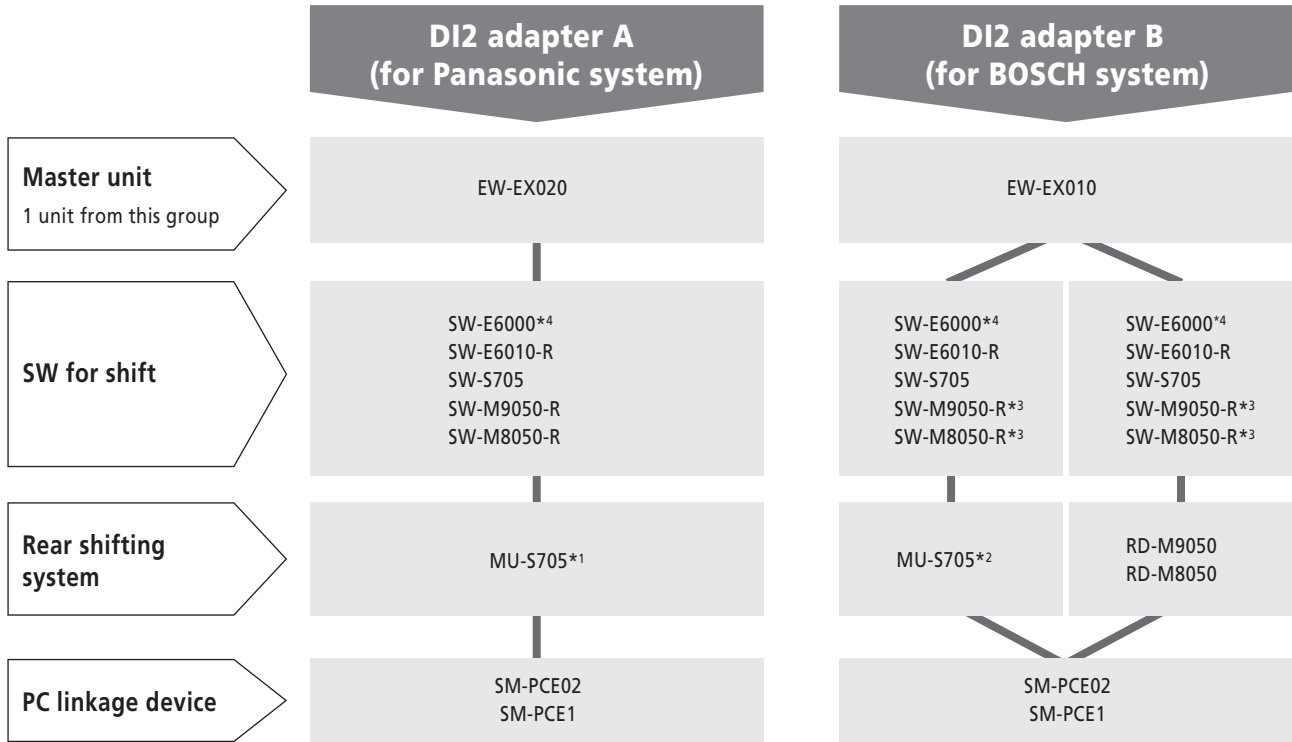 DI2 adapter A
(for Panasonic system)
DI2 adapter B
(for BOSCH system)
Master unit
1 unit from this group
EW-EX020
EW-EX010
SW for shift
SW-E6000*4
SW-E6010-R
SW-S705
SW-M9050-R
SW-M8050-R
SW-E6000*4
SW-E6010-R
SW-S705
SW-M9050-R*3
SW-M8050-R*3
SW-E6000*4
SW-E6010-R
SW-S705
SW-M9050-R*3
SW-M8050-R*3
Rear shifting
system
MU-S705*1
MU-S705*2
RD-M9050
RD-M8050
PC linkage device
SM-PCE02
SM-PCE1
SM-PCE02
SM-PCE1